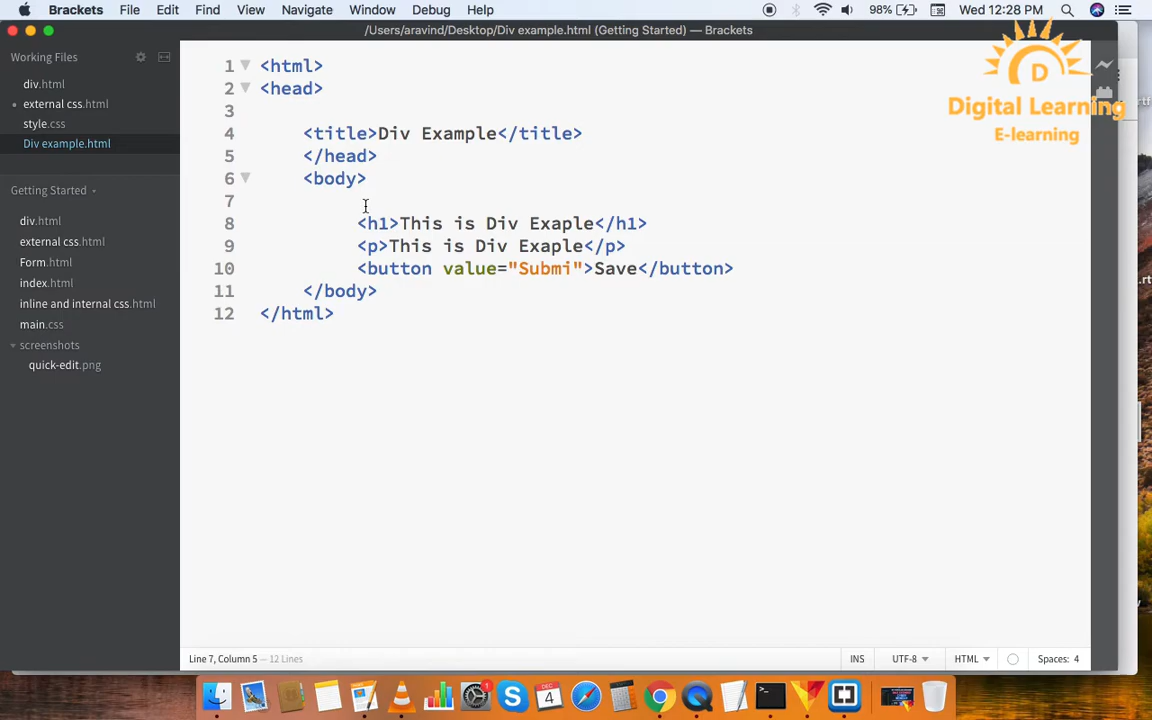 Brackets File Edit Find View Navigate Window Debug Help 98% Wed 12:28 PM
/Users/aravind/Desktop/Div example.html (Getting Started) — Brackets
Working Files
div.html
external css.html
style.css
Div example.html
Getting Started
div.html
external css.html
Form.html
index.html
inline and internal css.html
main.css
screenshots
quick-edit.png
1 <html>
2 <head>
3
4 <title>Div Example</title>
5 </head>
6 <body>
7
8 <h1>This is Div Exaple</h1>
9 <p>This is Div Exaple</p>
10 <button value="Submi">Save</button>
11 </body>
12 </html>
D
Digital Learning
E-learning
Line 7, Column 5 — 12 Lines
INS UTF-8 HTML Spaces: 4
DEC
4
1